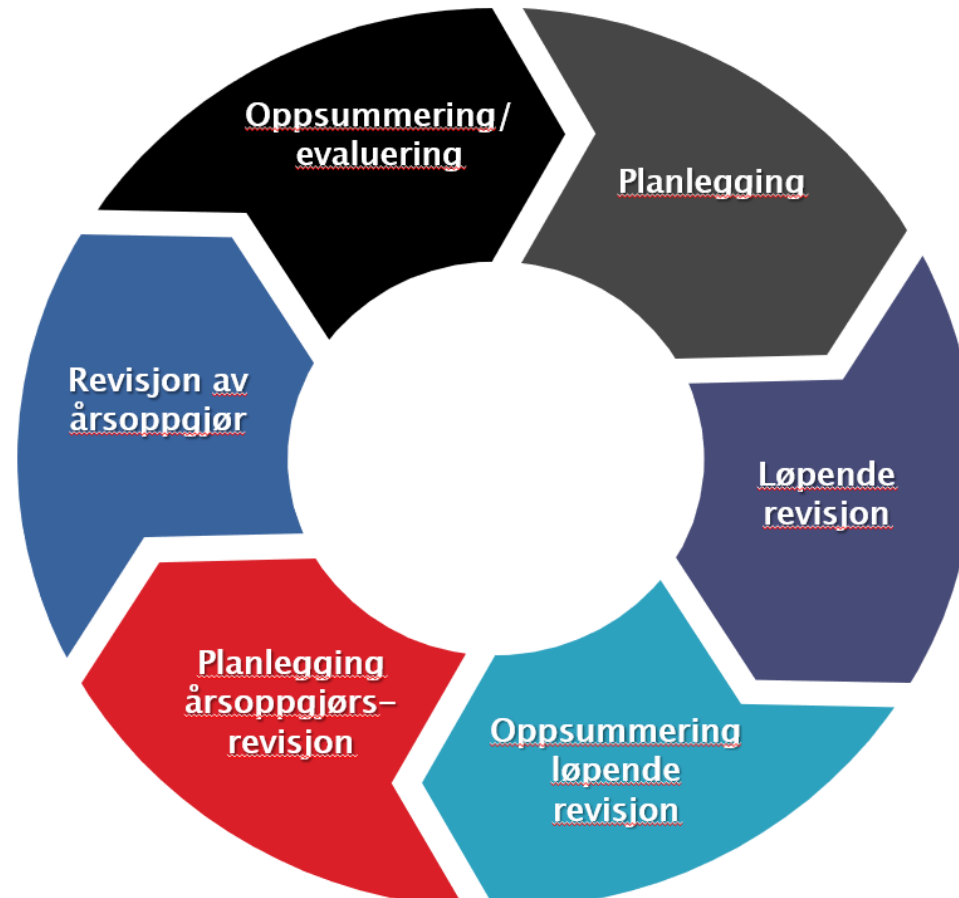 Oppsummering/
evaluering
Planlegging
Løpende
revisjon
Oppsummering
løpende
revisjon
Planlegging
årsoppgjørs-
revisjon
Revisjon av
årsoppgjør